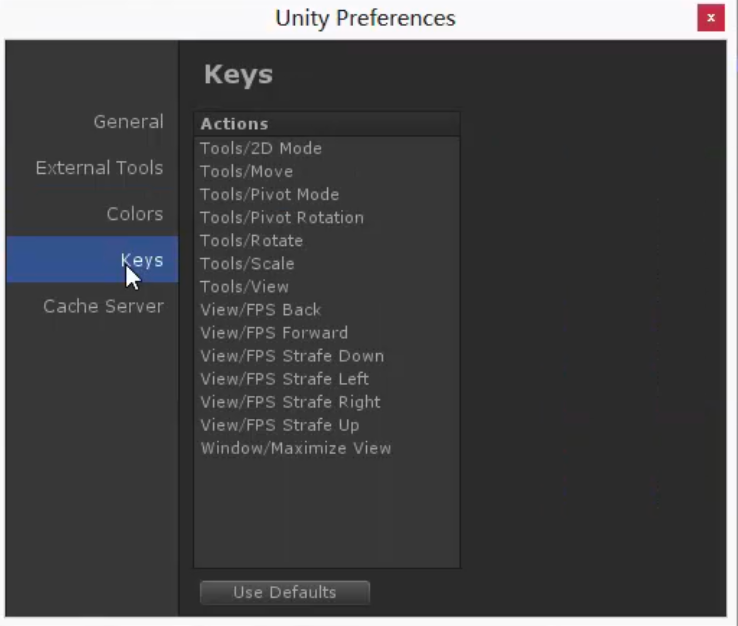 Unity Preferences
x
Keys
General
External Tools
Colors
Keys
Cache Server
Actions
Tools/2D Mode
Tools/Move
Tools/Pivot Mode
Tools/Pivot Rotation
Tools/Rotate
Tools/Scale
Tools/View
View/FPS Back
View/FPS Forward
View/FPS Strafe Down
View/FPS Strafe Left
View/FPS Strafe Right
View/FPS Strafe Up
Window/Maximize View
Use Defaults